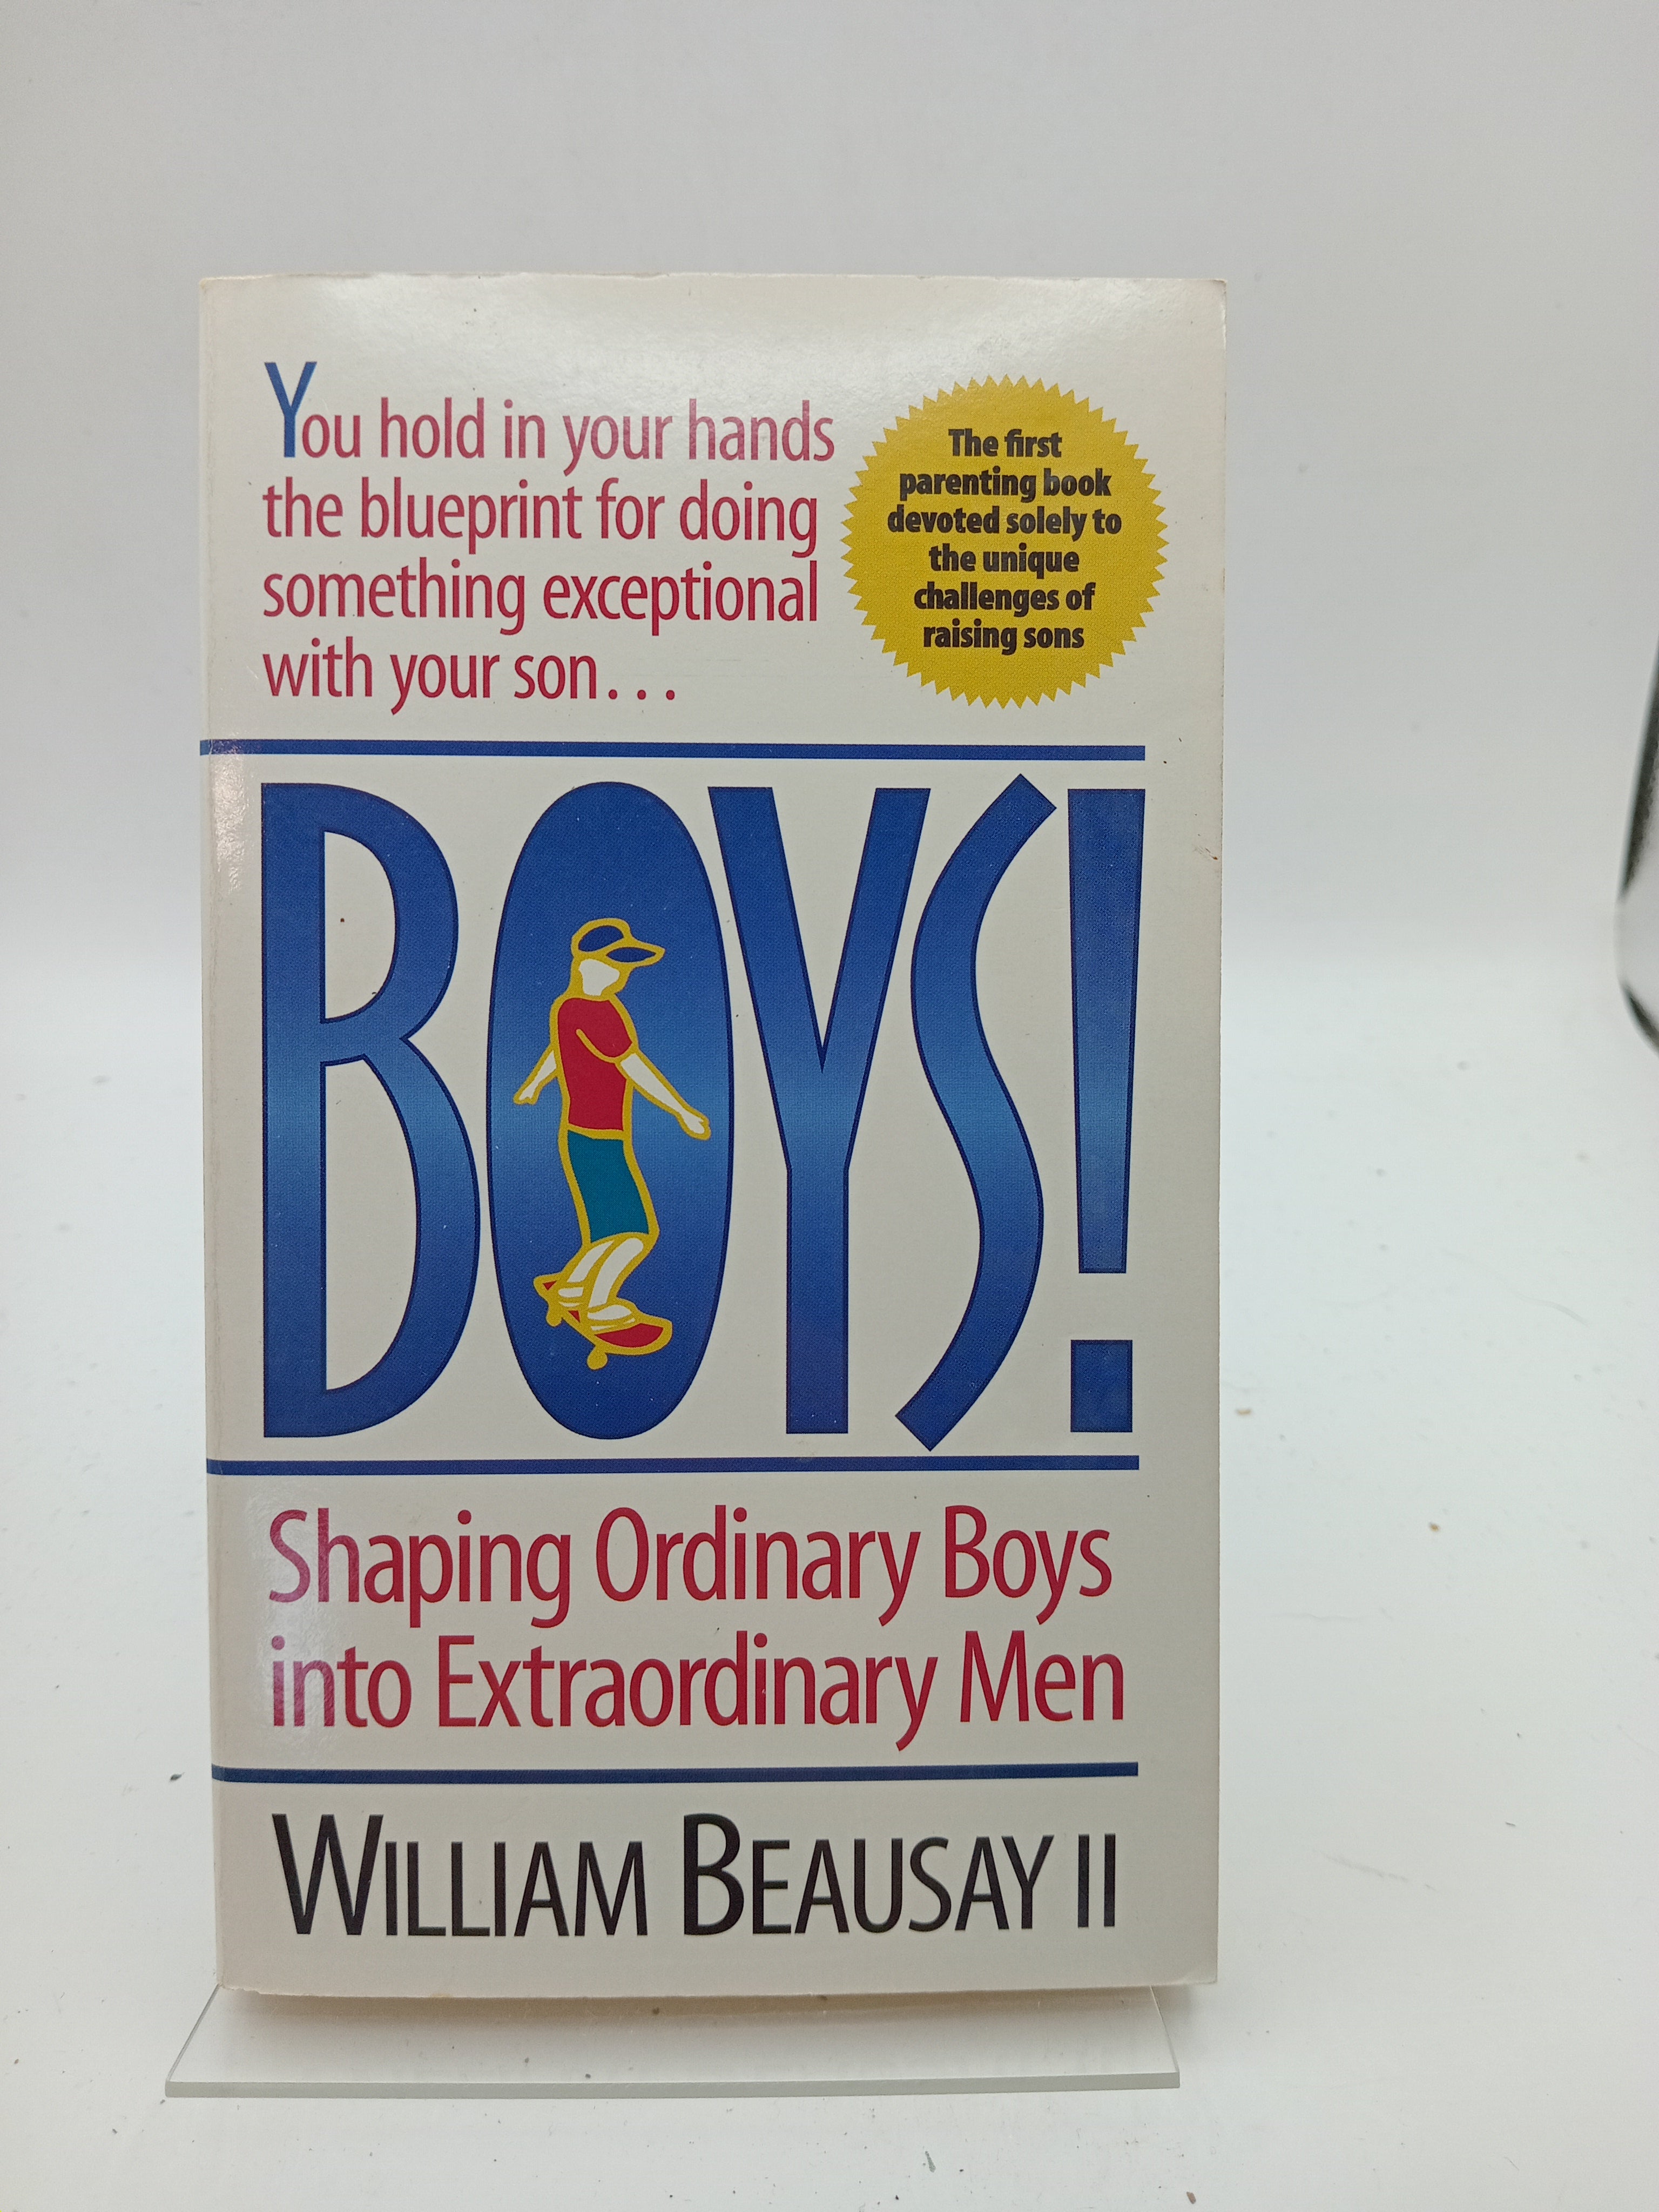 You hold in your hands
the blueprint for doing
something exceptional
with your son...
The first
parenting book
devoted solely to
the unique
challenges of
raising sons
BOYS!
Shaping Ordinary Boys
into Extraordinary Men
WILLIAM BEAUSAY II